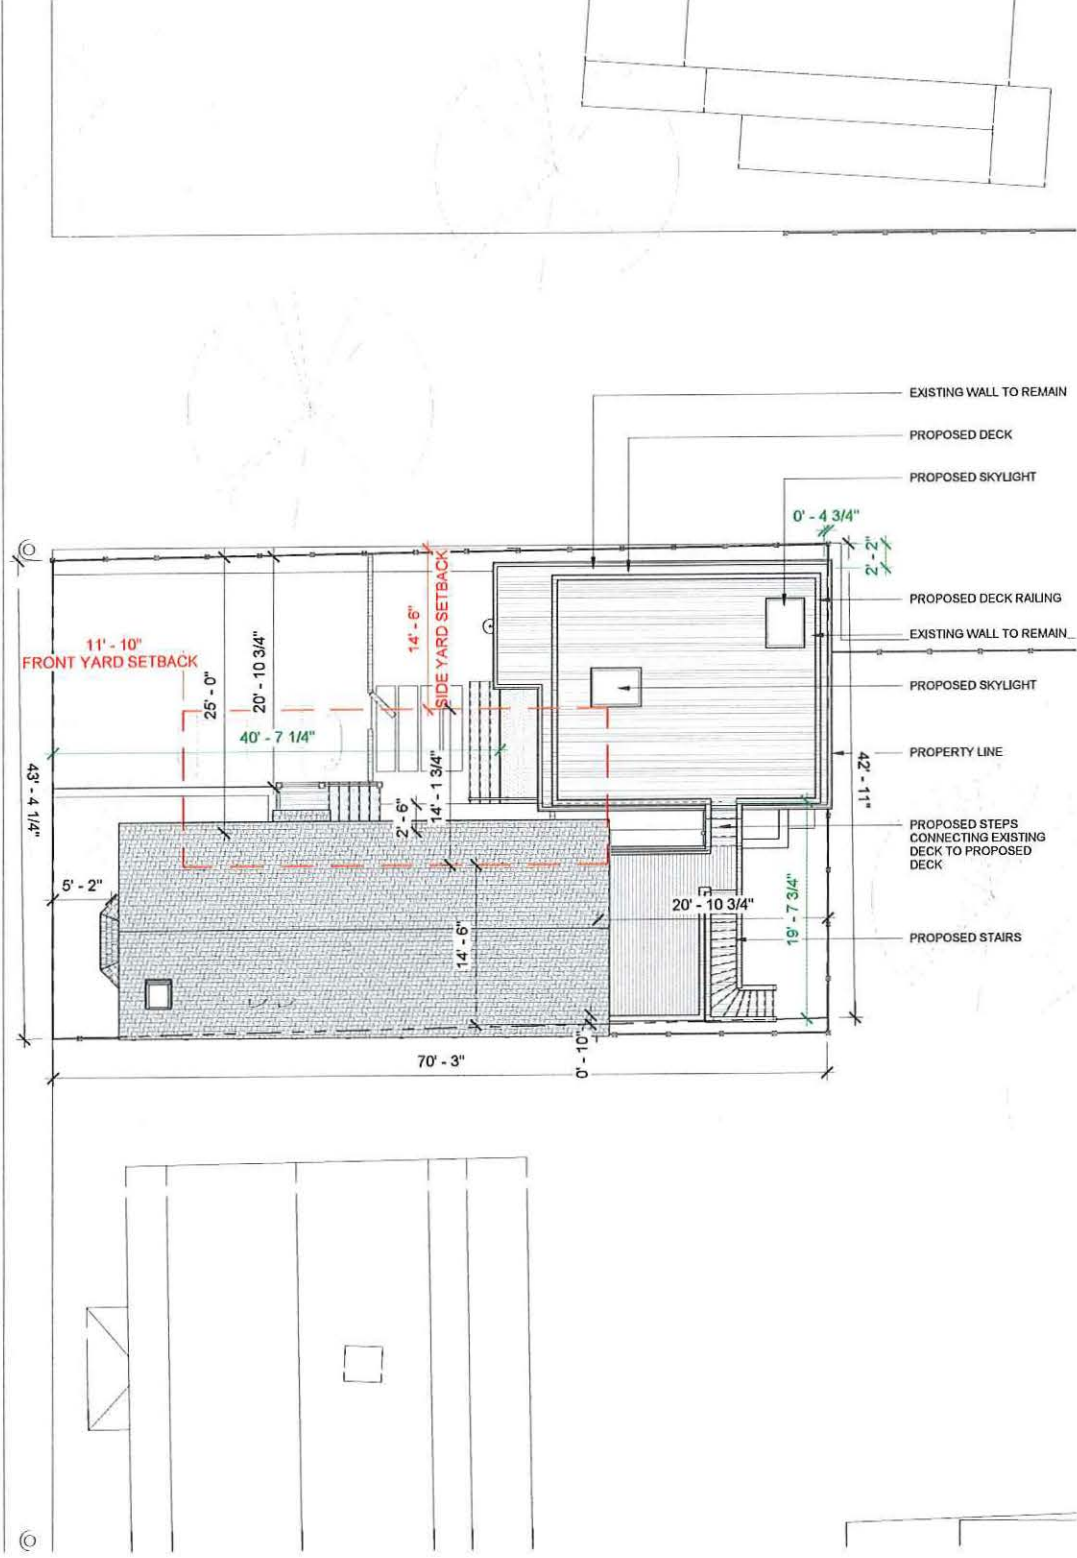 EXISTING WALL TO REMAIN
PROPOSED DECK
PROPOSED SKYLIGHT
0' - 4 3/4"
2' - 2"
PROPOSED DECK RAILING
EXISTING WALL TO REMAIN
PROPOSED SKYLIGHT
PROPERTY LINE
PROPOSED STEPS
CONNECTING EXISTING
DECK TO PROPOSED
DECK
PROPOSED STAIRS
11' - 10"
FRONT YARD SETBACK
14' - 6"
SIDE YARD SETBACK
25' - 0"
20' - 10 3/4"
40' - 7 1/4"
14' - 1 3/4"
2' - 6"
43' - 4 1/4"
42' - 11"
5' - 2"
14' - 6"
20' - 10 3/4"
19' - 7 3/4"
0' - 10"
70' - 3"